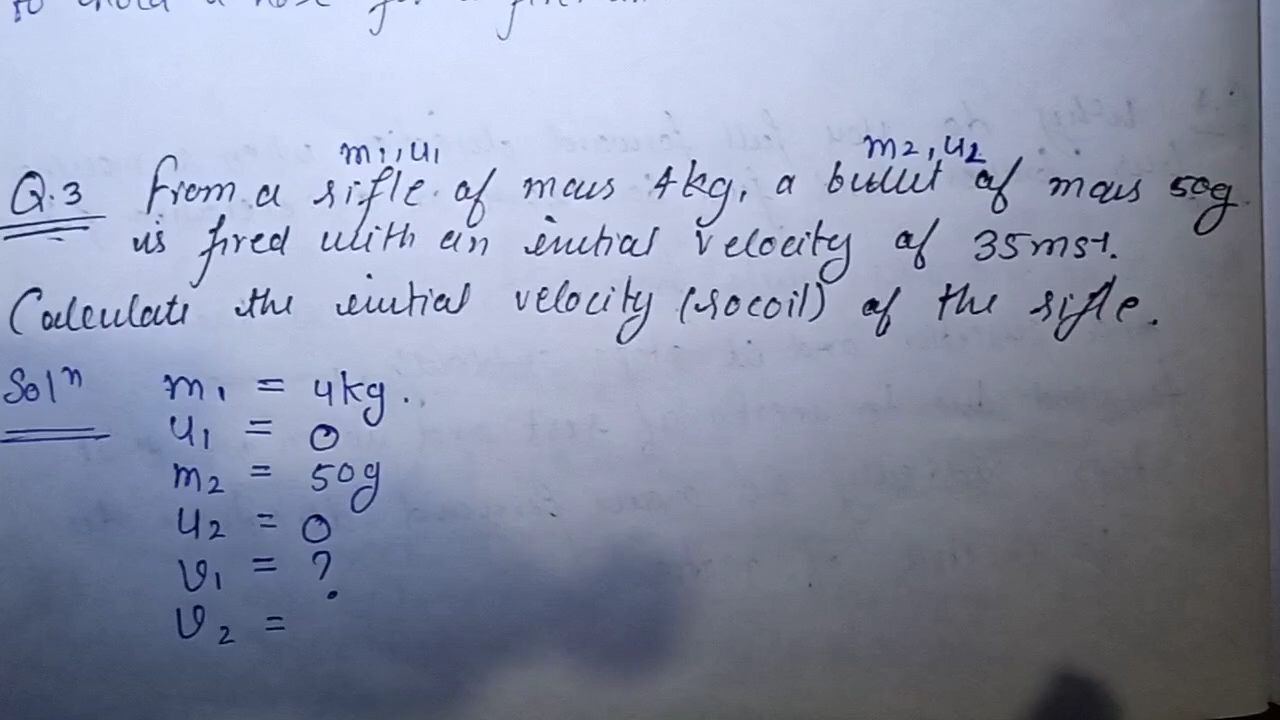 m1, u1 m2, u2
Q.3 From a rifle of mass 4kg, a bullet of mass 50g
is fired with an initial velocity of 35ms-1.
Calculate the initial velocity (recoil) of the rifle.
Solⁿ m1 = 4kg.
u1 = 0
m2 = 50g
u2 = 0
v1 = ?
v2 =